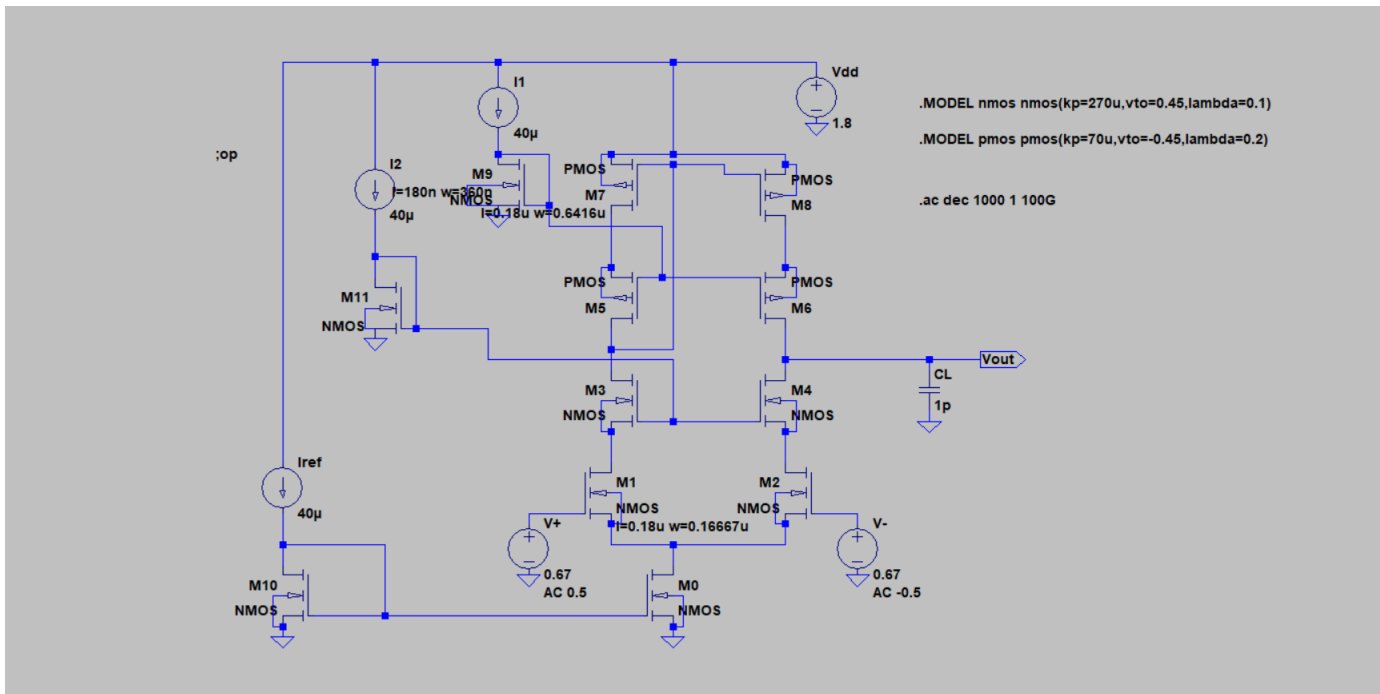 Vdd
I1
.MODEL nmos nmos(kp=270u,vto=0.45,lambda=0.1)
1.8
40µ
.MODEL pmos pmos(kp=70u,vto=-0.45,lambda=0.2)
;op
I2
M9
PMOS
M7
PMOS
M8
l=180n w=360n
NMOS
.ac dec 1000 1 100G
40µ
l=0.18u w=0.6416u
PMOS
M5
PMOS
M6
M11
NMOS
Vout
CL
1p
M3
NMOS
M4
NMOS
Iref
40µ
M1
NMOS
l=0.18u w=0.16667u
M2
NMOS
V+
0.67
AC 0.5
V-
0.67
AC -0.5
M10
NMOS
M0
NMOS